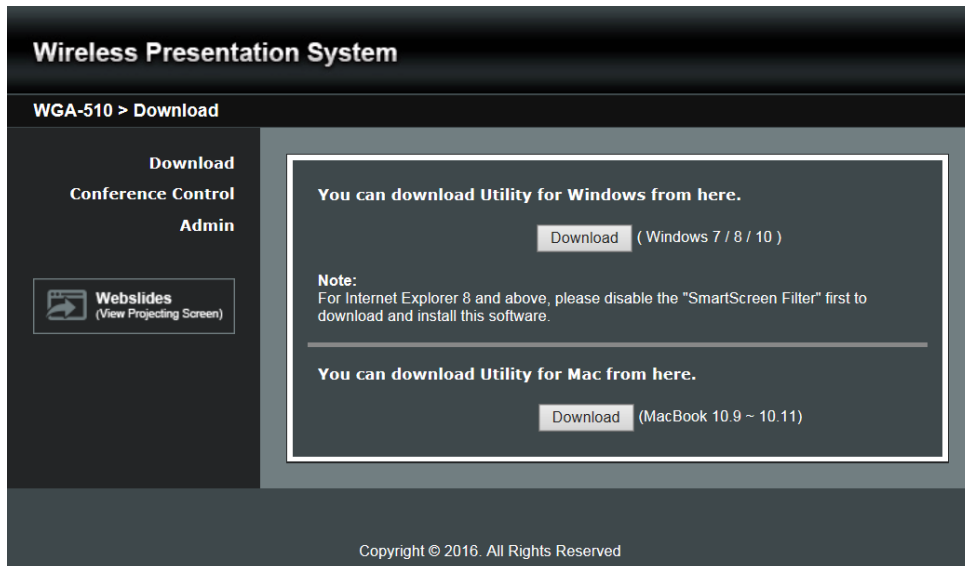 Wireless Presentation System
WGA-510 > Download
Download
Conference Control
Admin
Webslides
(View Projecting Screen)
You can download Utility for Windows from here.
Download ( Windows 7 / 8 / 10 )
Note:
For Internet Explorer 8 and above, please disable the "SmartScreen Filter" first to
download and install this software.
You can download Utility for Mac from here.
Download (MacBook 10.9 ~ 10.11)
Copyright © 2016. All Rights Reserved